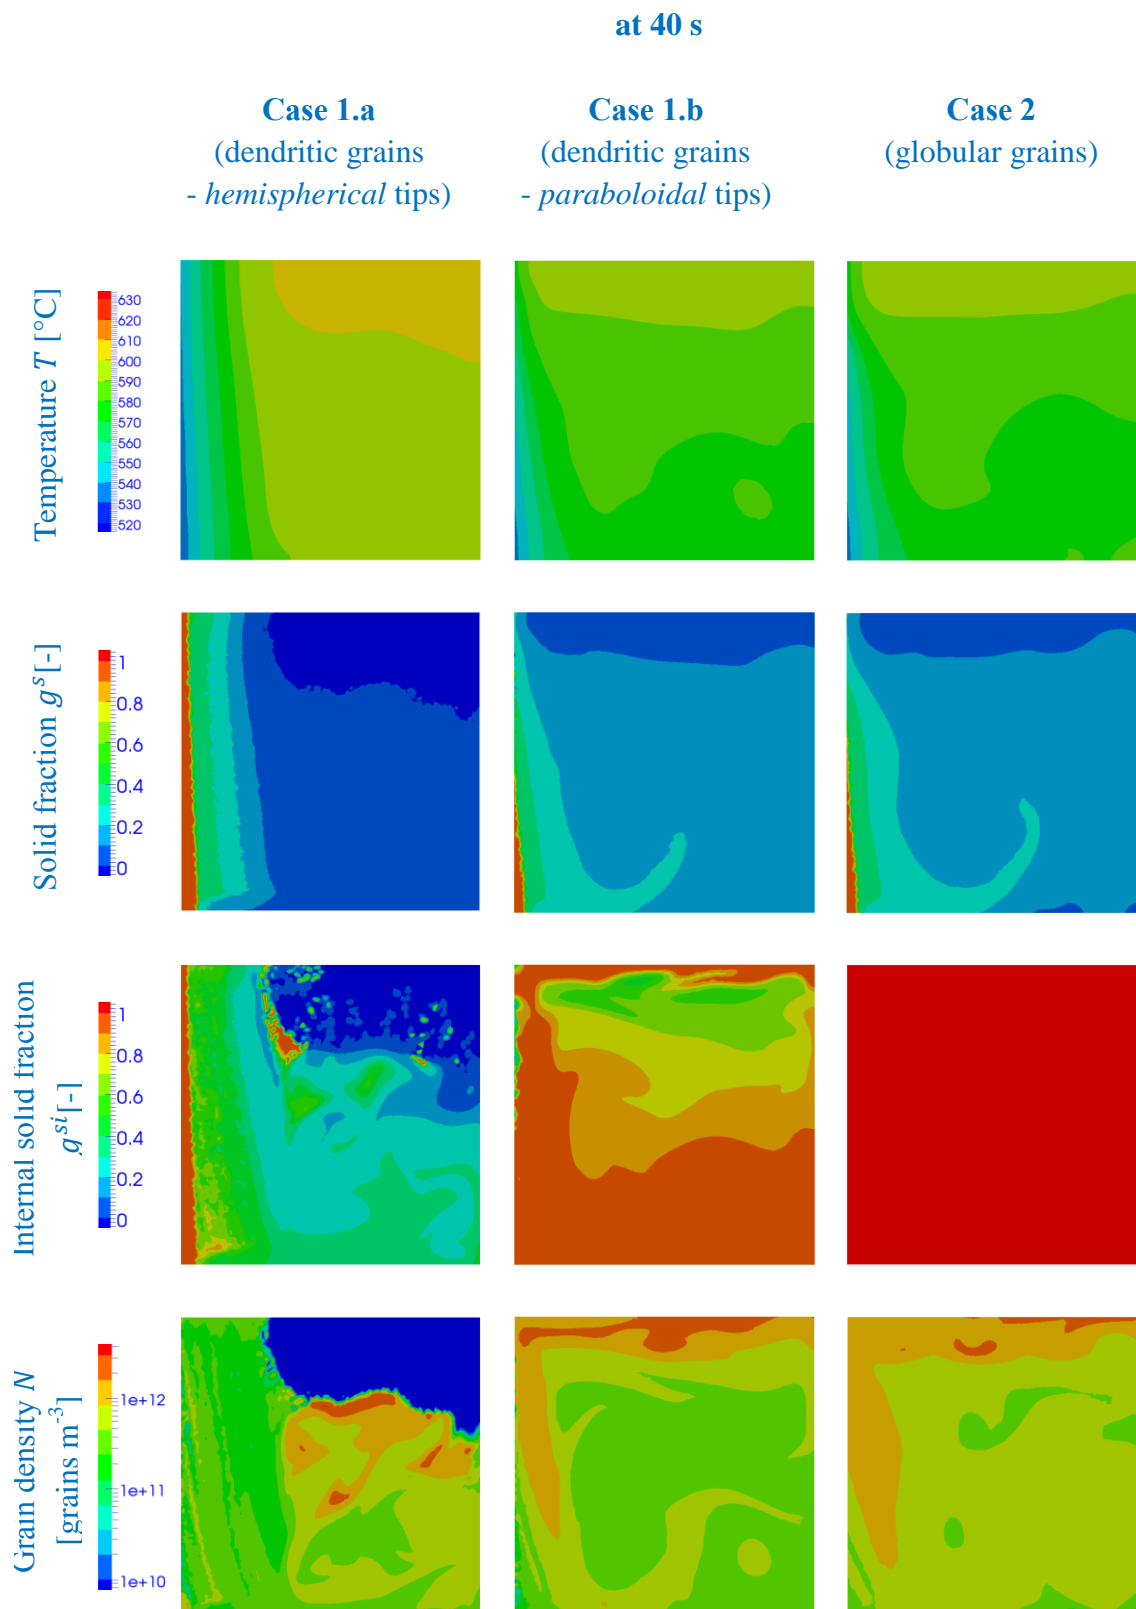 at 40 s
Case 1.a
(dendritic grains
- hemispherical tips)
Case 1.b
(dendritic grains
- paraboloidal tips)
Case 2
(globular grains)
Temperature T [°C]
630
620
610
600
590
580
570
560
550
540
530
520
Solid fraction g^s[-]
1
0.8
0.6
0.4
0.2
0
Internal solid fraction
g^si[-]
1
0.8
0.6
0.4
0.2
0
Grain density N
[grains m⁻³]
1e+12
1e+11
1e+10